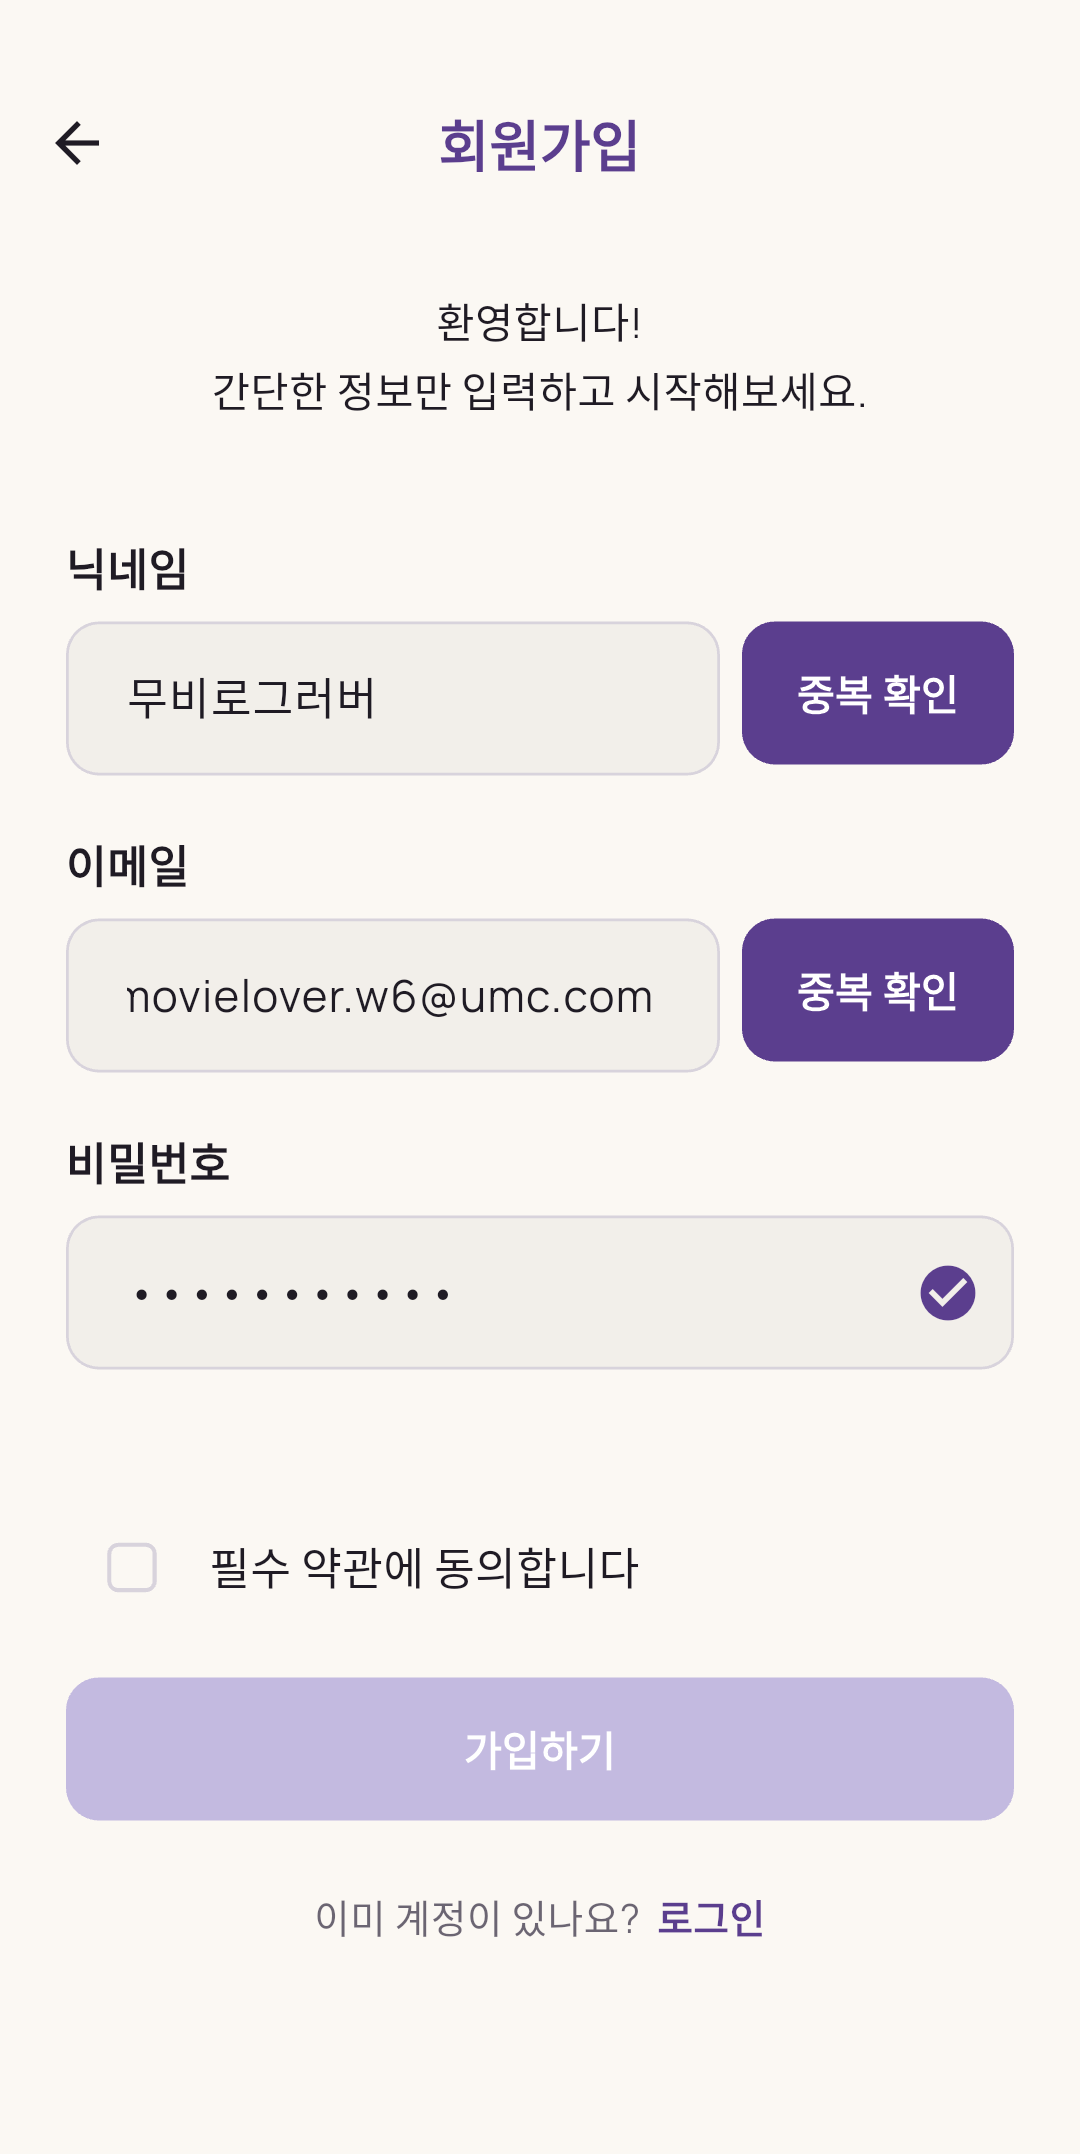 회원가입
환영합니다!
간단한 정보만 입력하고 시작해보세요.
닉네임
무비로그러버
중복 확인
이메일
movielover.w6@umc.com
중복 확인
비밀번호
•••••••••••
필수 약관에 동의합니다
가입하기
이미 계정이 있나요? 로그인